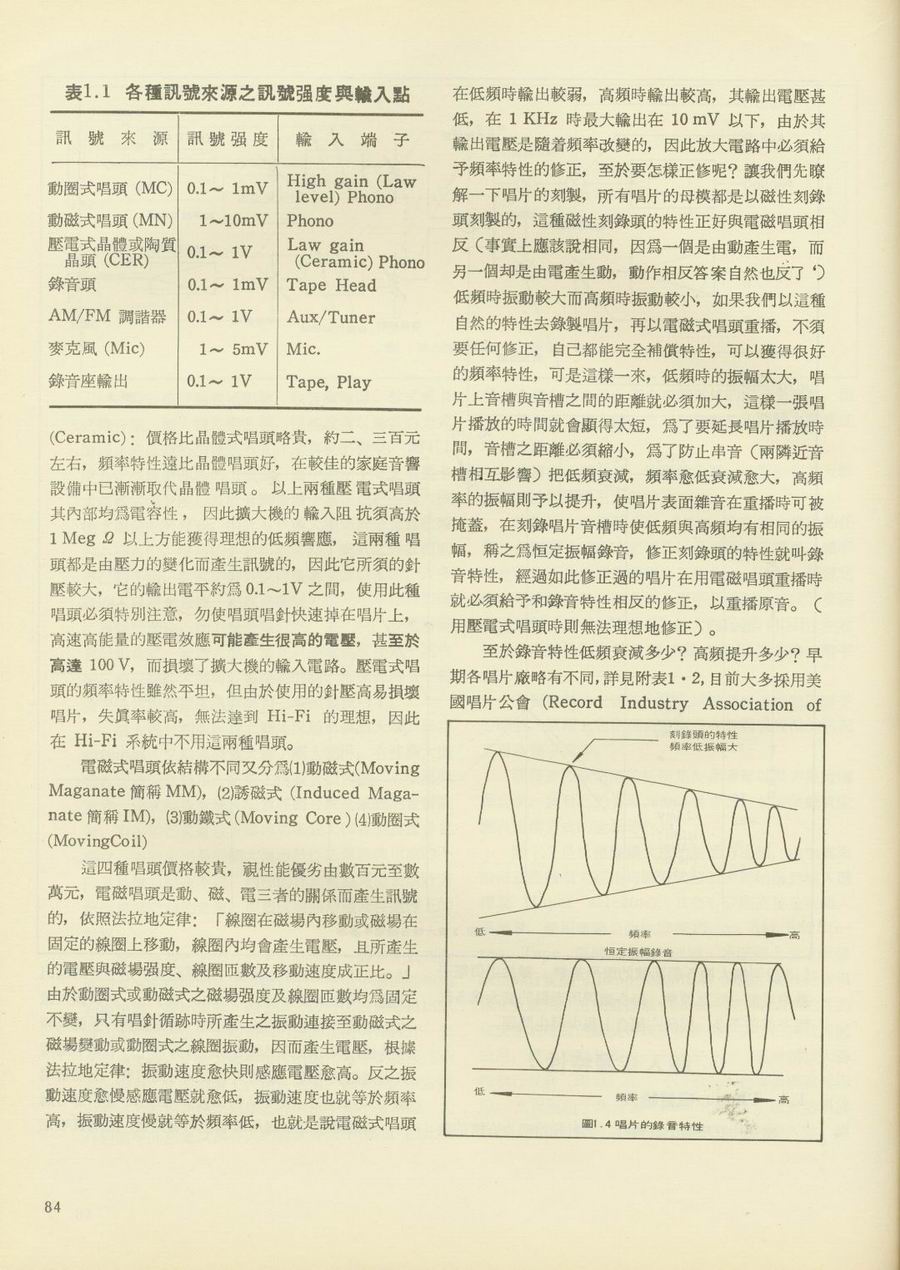 表1.1 各種訊號來源之訊號强度與輸入點
訊號來源 訊號强度 輸入端子
動圈式唱頭 (MC) 0.1～ 1mV High gain (Law level) Phono
動磁式唱頭 (MN) 1～10mV Phono
壓電式晶體或陶質晶頭 (CER) 0.1～ 1V Law gain (Ceramic) Phono
錄音頭 0.1～ 1mV Tape Head
AM/FM 調諧器 0.1～ 1V Aux/Tuner
麥克風 (Mic) 1～ 5mV Mic.
錄音座輸出 0.1～ 1V Tape, Play
(Ceramic)：價格比晶體式唱頭略貴，約二、三百元
左右，頻率特性遠比晶體唱頭好，在較佳的家庭音響
設備中已漸漸取代晶體唱頭。以上兩種壓電式唱頭
其內部均爲電容性，因此擴大機的輸入阻抗須高於
1 Meg Ω 以上方能獲得理想的低頻響應，這兩種唱
頭都是由壓力的變化而產生訊號的，因此它所須的針
壓較大，它的輸出電平約爲 0.1～1V 之間，使用此種
唱頭必須特別注意，勿使唱頭唱針快速掉在唱片上，
高速高能量的壓電效應可能產生很高的電壓，甚至於
高達 100 V，而損壞了擴大機的輸入電路。壓電式唱
頭的頻率特性雖然平坦，但由於使用的針壓高易損壞
唱片，失眞率較高，無法達到 Hi-Fi 的理想，因此
在 Hi-Fi 系統中不用這兩種唱頭。
電磁式唱頭依結構不同又分爲(1)動磁式(Moving
Maganate 簡稱 MM)，(2)誘磁式 (Induced Maga-
nate 簡稱 IM)，(3)動鐵式 (Moving Core ) (4)動圈式
(MovingCoil)
這四種唱頭價格較貴，視性能優劣由數百元至數
萬元，電磁唱頭是動、磁、電三者的關係而產生訊號
的，依照法拉地定律：「線圈在磁場內移動或磁場在
固定的線圈上移動，線圈內均會產生電壓，且所產生
的電壓與磁場强度、線圈匝數及移動速度成正比。」
由於動圈式或動磁式之磁場强度及線圈匝數均爲固定
不變，只有唱針循跡時所產生之振動連接至動磁式之
磁場變動或動圈式之線圈振動，因而產生電壓，根據
法拉地定律：振動速度愈快則感應電壓愈高。反之振
動速度愈慢感應電壓就愈低，振動速度也就等於頻率
高，振動速度慢就等於頻率低，也就是說電磁式唱頭
在低頻時輸出較弱，高頻時輸出較高，其輸出電壓甚
低，在 1 KHz 時最大輸出在 10 mV 以下，由於其
輸出電壓是隨着頻率改變的，因此放大電路中必須給
予頻率特性的修正，至於要怎樣正修呢？讓我們先瞭
解一下唱片的刻製，所有唱片的母模都是以磁性刻錄
頭刻製的，這種磁性刻錄頭的特性正好與電磁唱頭相
反（事實上應該說相同，因爲一個是由動產生電，而
另一個却是由電產生動，動作相反答案自然也反了‘）
低頻時振動較大而高頻時振動較小，如果我們以這種
自然的特性去錄製唱片，再以電磁式唱頭重播，不須
要任何修正，自己都能完全補償特性，可以獲得很好
的頻率特性，可是這樣一來，低頻時的振幅太大，唱
片上音槽與音槽之間的距離就必須加大，這樣一張唱
片播放的時間就會顯得太短，爲了要延長唱片播放時
間，音槽之距離必須縮小，爲了防止串音（兩隣近音
槽相互影響）把低頻衰減，頻率愈低衰減愈大，高頻
率的振幅則予以提升，使唱片表面雜音在重播時可被
掩蓋，在刻錄唱片音槽時使低頻與高頻均有相同的振
幅，稱之爲恒定振幅錄音，修正刻錄頭的特性就叫錄
音特性，經過如此修正過的唱片在用電磁唱頭重播時
就必須給予和錄音特性相反的修正，以重播原音。（
用壓電式唱頭時則無法理想地修正）。
至於錄音特性低頻衰減多少？高頻提升多少？早
期各唱片廠略有不同，詳見附表1・2，目前大多採用美
國唱片公會 (Record Industry Association of
刻錄頭的特性
頻率低振幅大
低 頻率 高
恒定振幅錄音
低 頻率 高
圖1.4 唱片的錄音特性
84